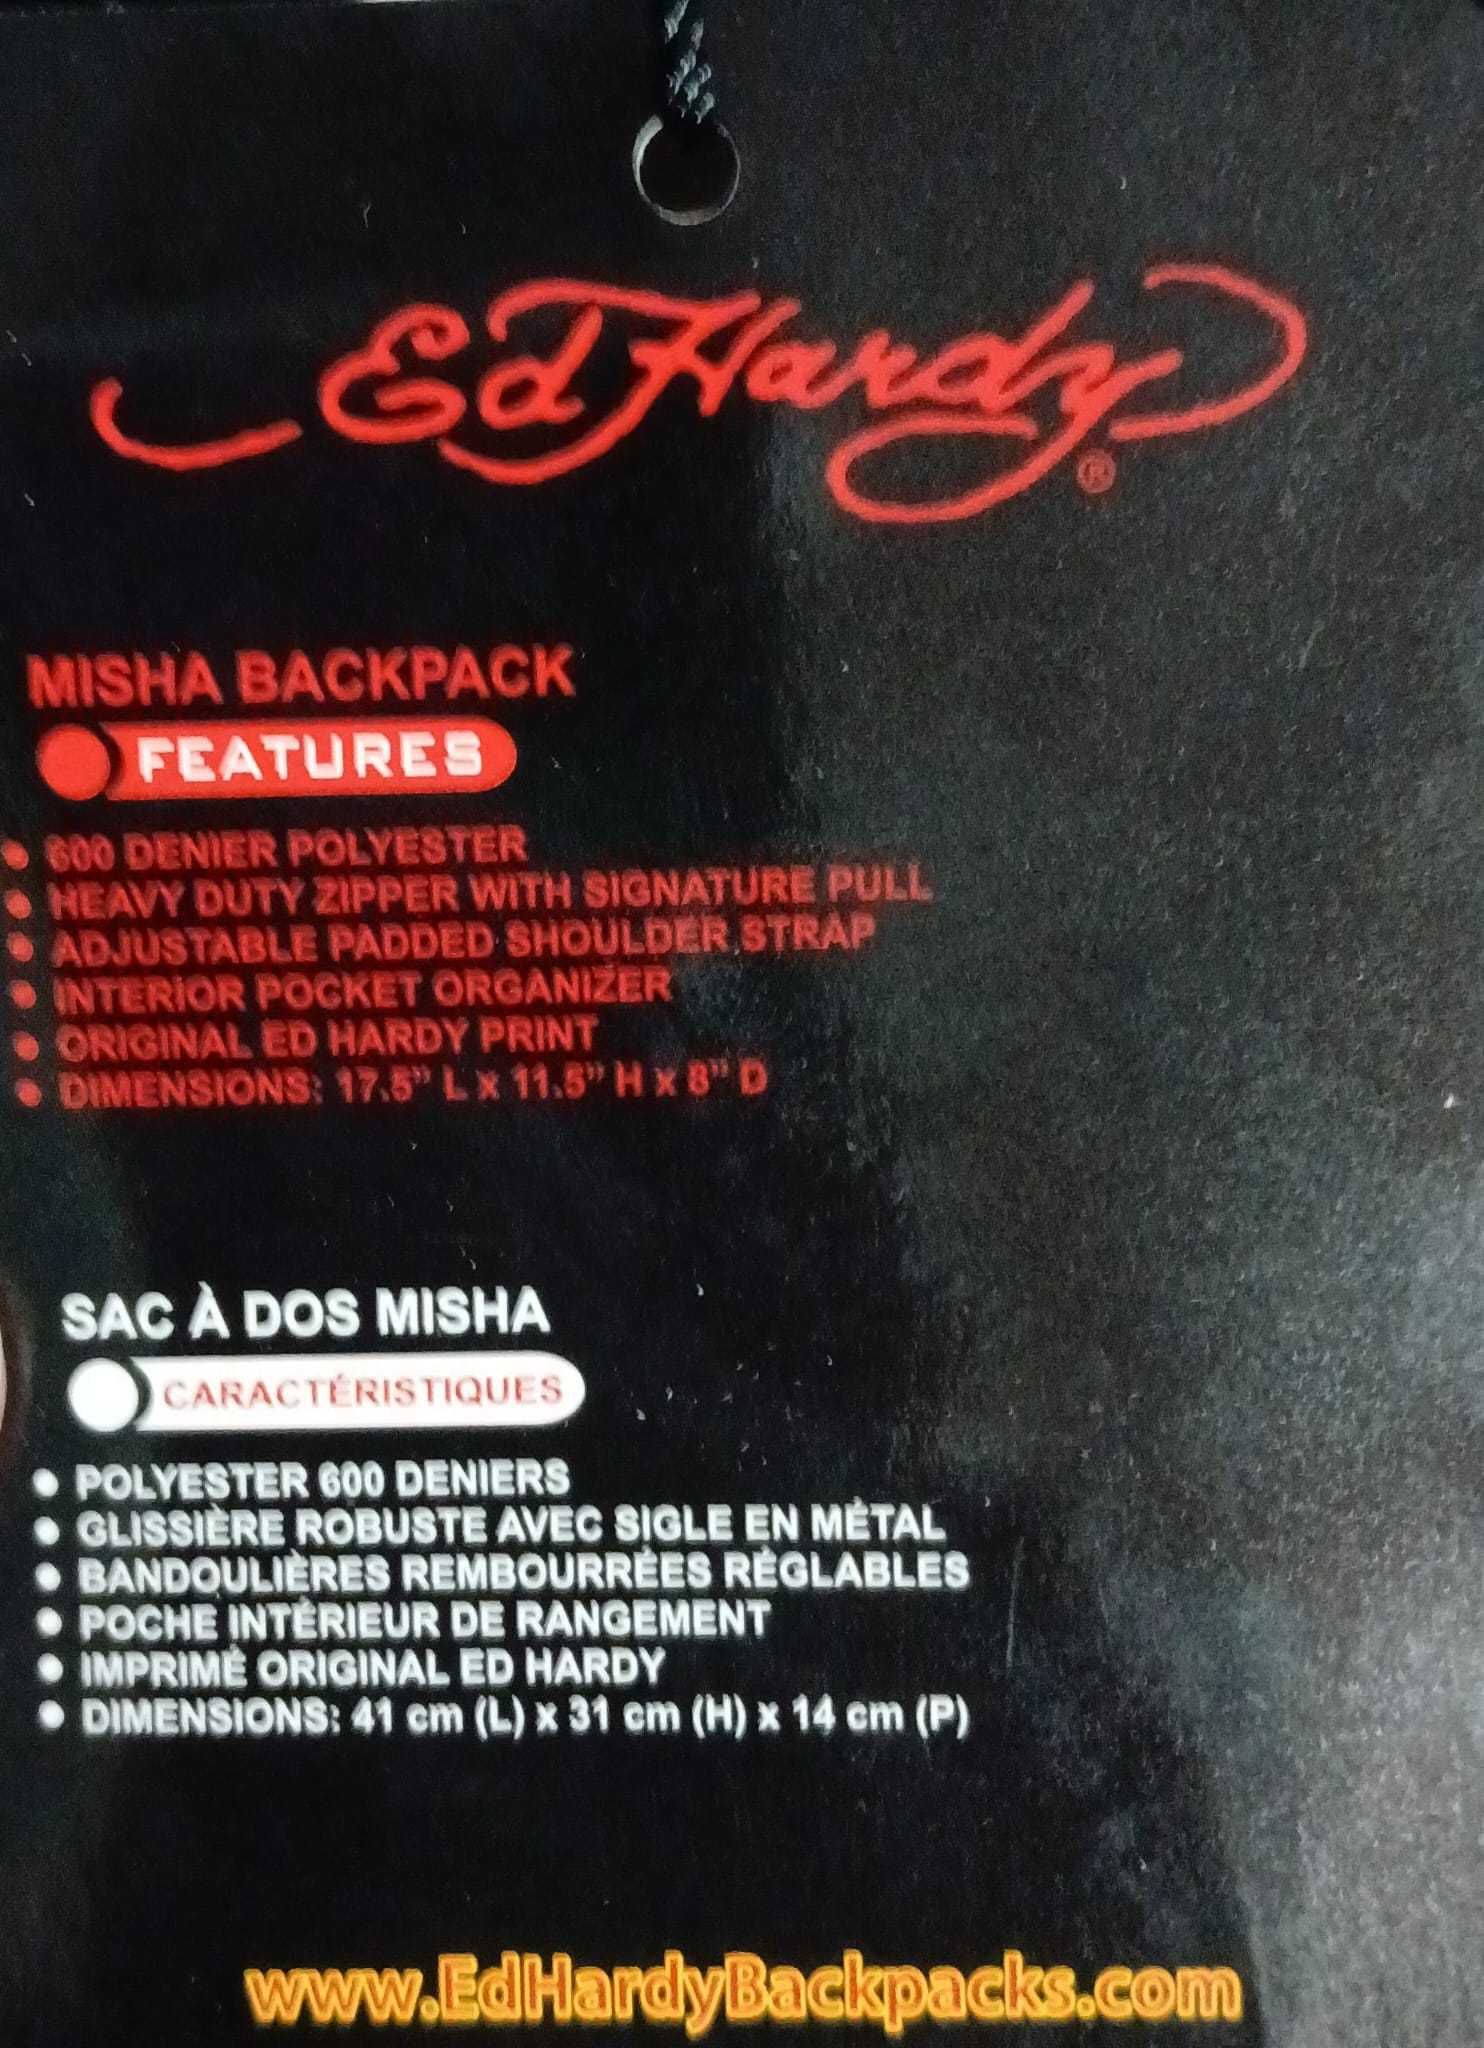 Ed Hardy®
MISHA BACKPACK
FEATURES
• 600 DENIER POLYESTER
• HEAVY DUTY ZIPPER WITH SIGNATURE PULL
• ADJUSTABLE PADDED SHOULDER STRAP
• INTERIOR POCKET ORGANIZER
• ORIGINAL ED HARDY PRINT
• DIMENSIONS: 17.5" L x 11.5" H x 8" D
SAC À DOS MISHA
CARACTÉRISTIQUES
• POLYESTER 600 DENIERS
• GLISSIÈRE ROBUSTE AVEC SIGLE EN MÉTAL
• BANDOULIÈRES REMBOURRÉES RÉGLABLES
• POCHE INTÉRIEUR DE RANGEMENT
• IMPRIMÉ ORIGINAL ED HARDY
• DIMENSIONS: 41 cm (L) x 31 cm (H) x 14 cm (P)
www.EdHardyBackpacks.com